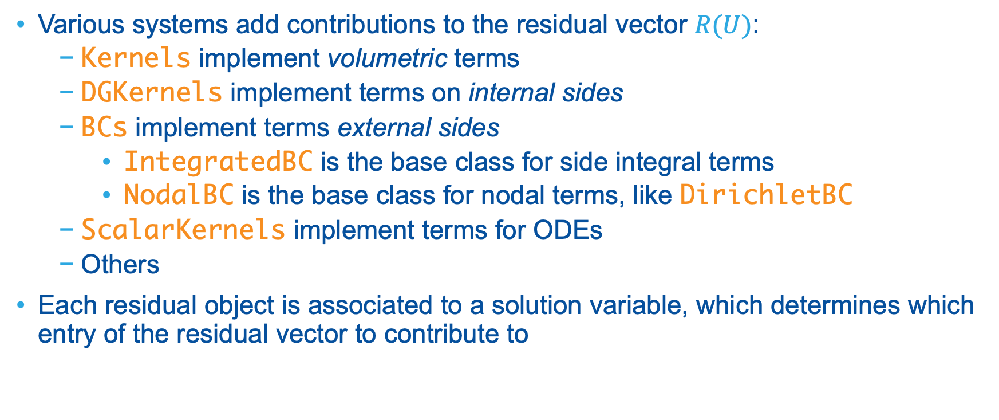 • Various systems add contributions to the residual vector R(U):
– Kernels implement volumetric terms
– DGKernels implement terms on internal sides
– BCs implement terms external sides
• IntegratedBC is the base class for side integral terms
• NodalBC is the base class for nodal terms, like DirichletBC
– ScalarKernels implement terms for ODEs
– Others
• Each residual object is associated to a solution variable, which determines which
entry of the residual vector to contribute to